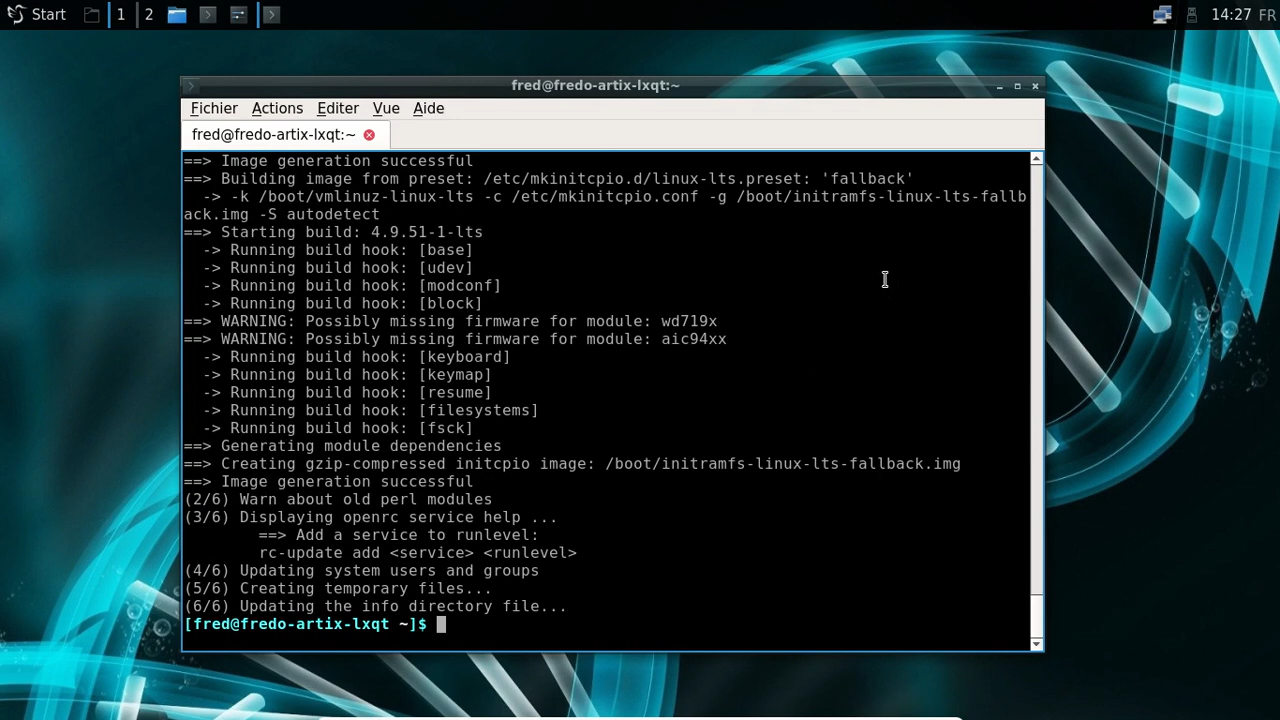 Start 1 2 14:27 FR
fred@fredo-artix-lxqt:~
Fichier Actions Editer Vue Aide
fred@fredo-artix-lxqt:~
==> Image generation successful
==> Building image from preset: /etc/mkinitcpio.d/linux-lts.preset: 'fallback'
  -> -k /boot/vmlinuz-linux-lts -c /etc/mkinitcpio.conf -g /boot/initramfs-linux-lts-fallb
ack.img -S autodetect
==> Starting build: 4.9.51-1-lts
  -> Running build hook: [base]
  -> Running build hook: [udev]
  -> Running build hook: [modconf]
  -> Running build hook: [block]
==> WARNING: Possibly missing firmware for module: wd719x
==> WARNING: Possibly missing firmware for module: aic94xx
  -> Running build hook: [keyboard]
  -> Running build hook: [keymap]
  -> Running build hook: [resume]
  -> Running build hook: [filesystems]
  -> Running build hook: [fsck]
==> Generating module dependencies
==> Creating gzip-compressed initcpio image: /boot/initramfs-linux-lts-fallback.img
==> Image generation successful
(2/6) Warn about old perl modules
(3/6) Displaying openrc service help ...
        ==> Add a service to runlevel:
        rc-update add <service> <runlevel>
(4/6) Updating system users and groups
(5/6) Creating temporary files...
(6/6) Updating the info directory file...
[fred@fredo-artix-lxqt ~]$